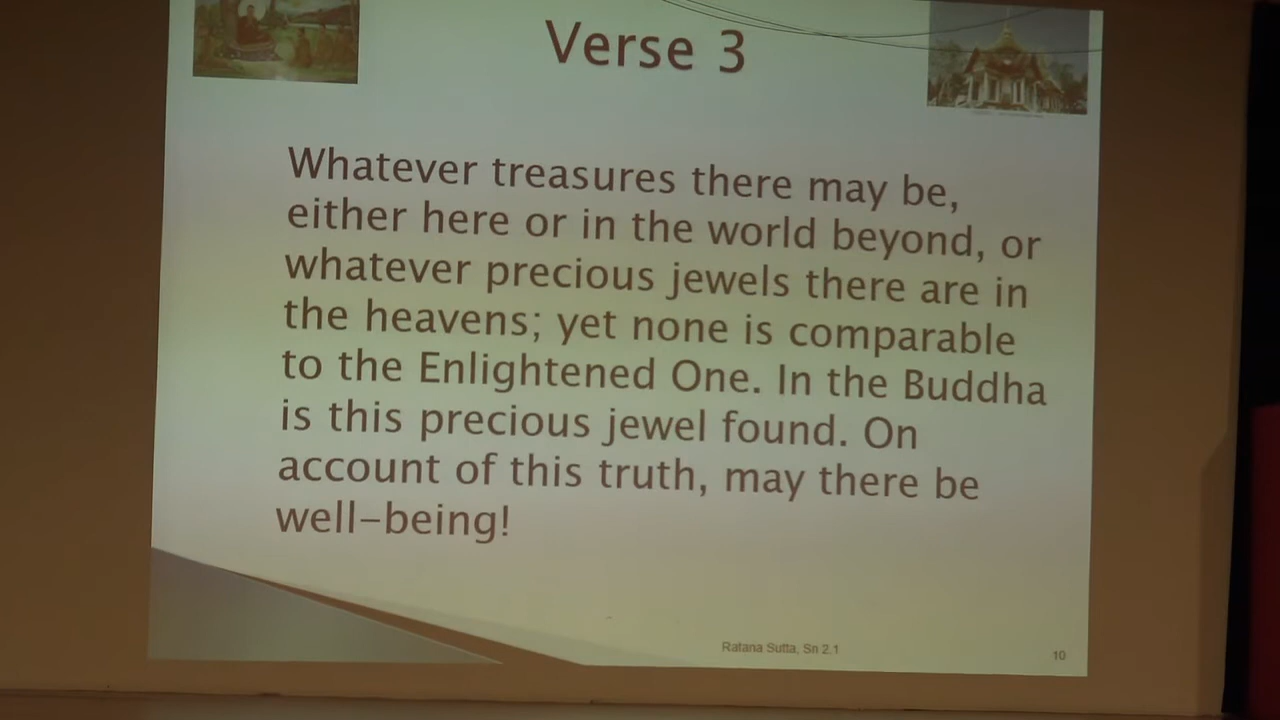 Verse 3
Whatever treasures there may be,
either here or in the world beyond, or
whatever precious jewels there are in
the heavens; yet none is comparable
to the Enlightened One. In the Buddha
is this precious jewel found. On
account of this truth, may there be
well-being!
Ratana Sutta, Sn 2.1
10